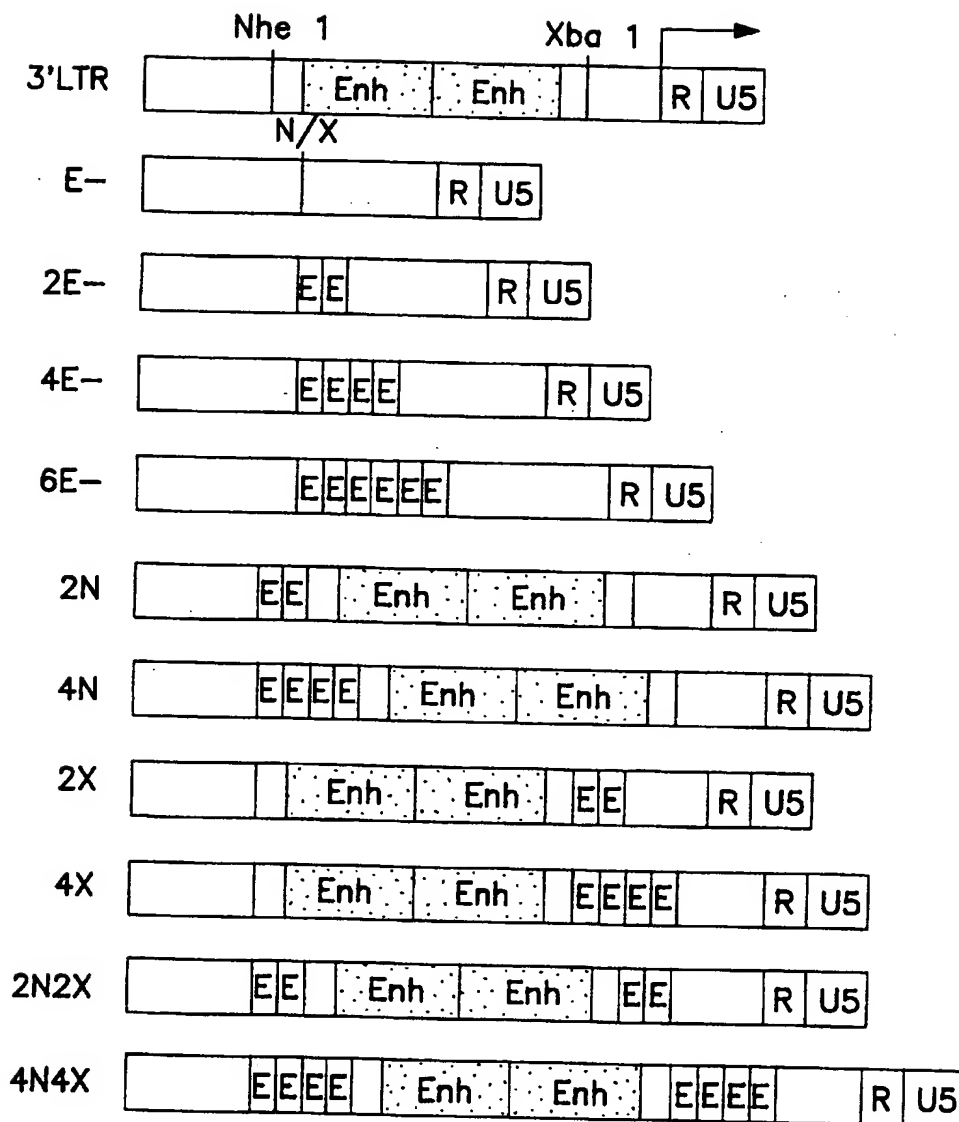 Nhe 1 Xba 1
3'LTR Enh Enh R U5
N/X
E- R U5
2E- E E R U5
4E- E E E E R U5
6E- E E E E E E R U5
2N E E Enh Enh R U5
4N E E E E Enh Enh R U5
2X Enh Enh E E R U5
4X Enh Enh E E E E R U5
2N2X E E Enh Enh E E R U5
4N4X E E E E Enh Enh E E E E R U5